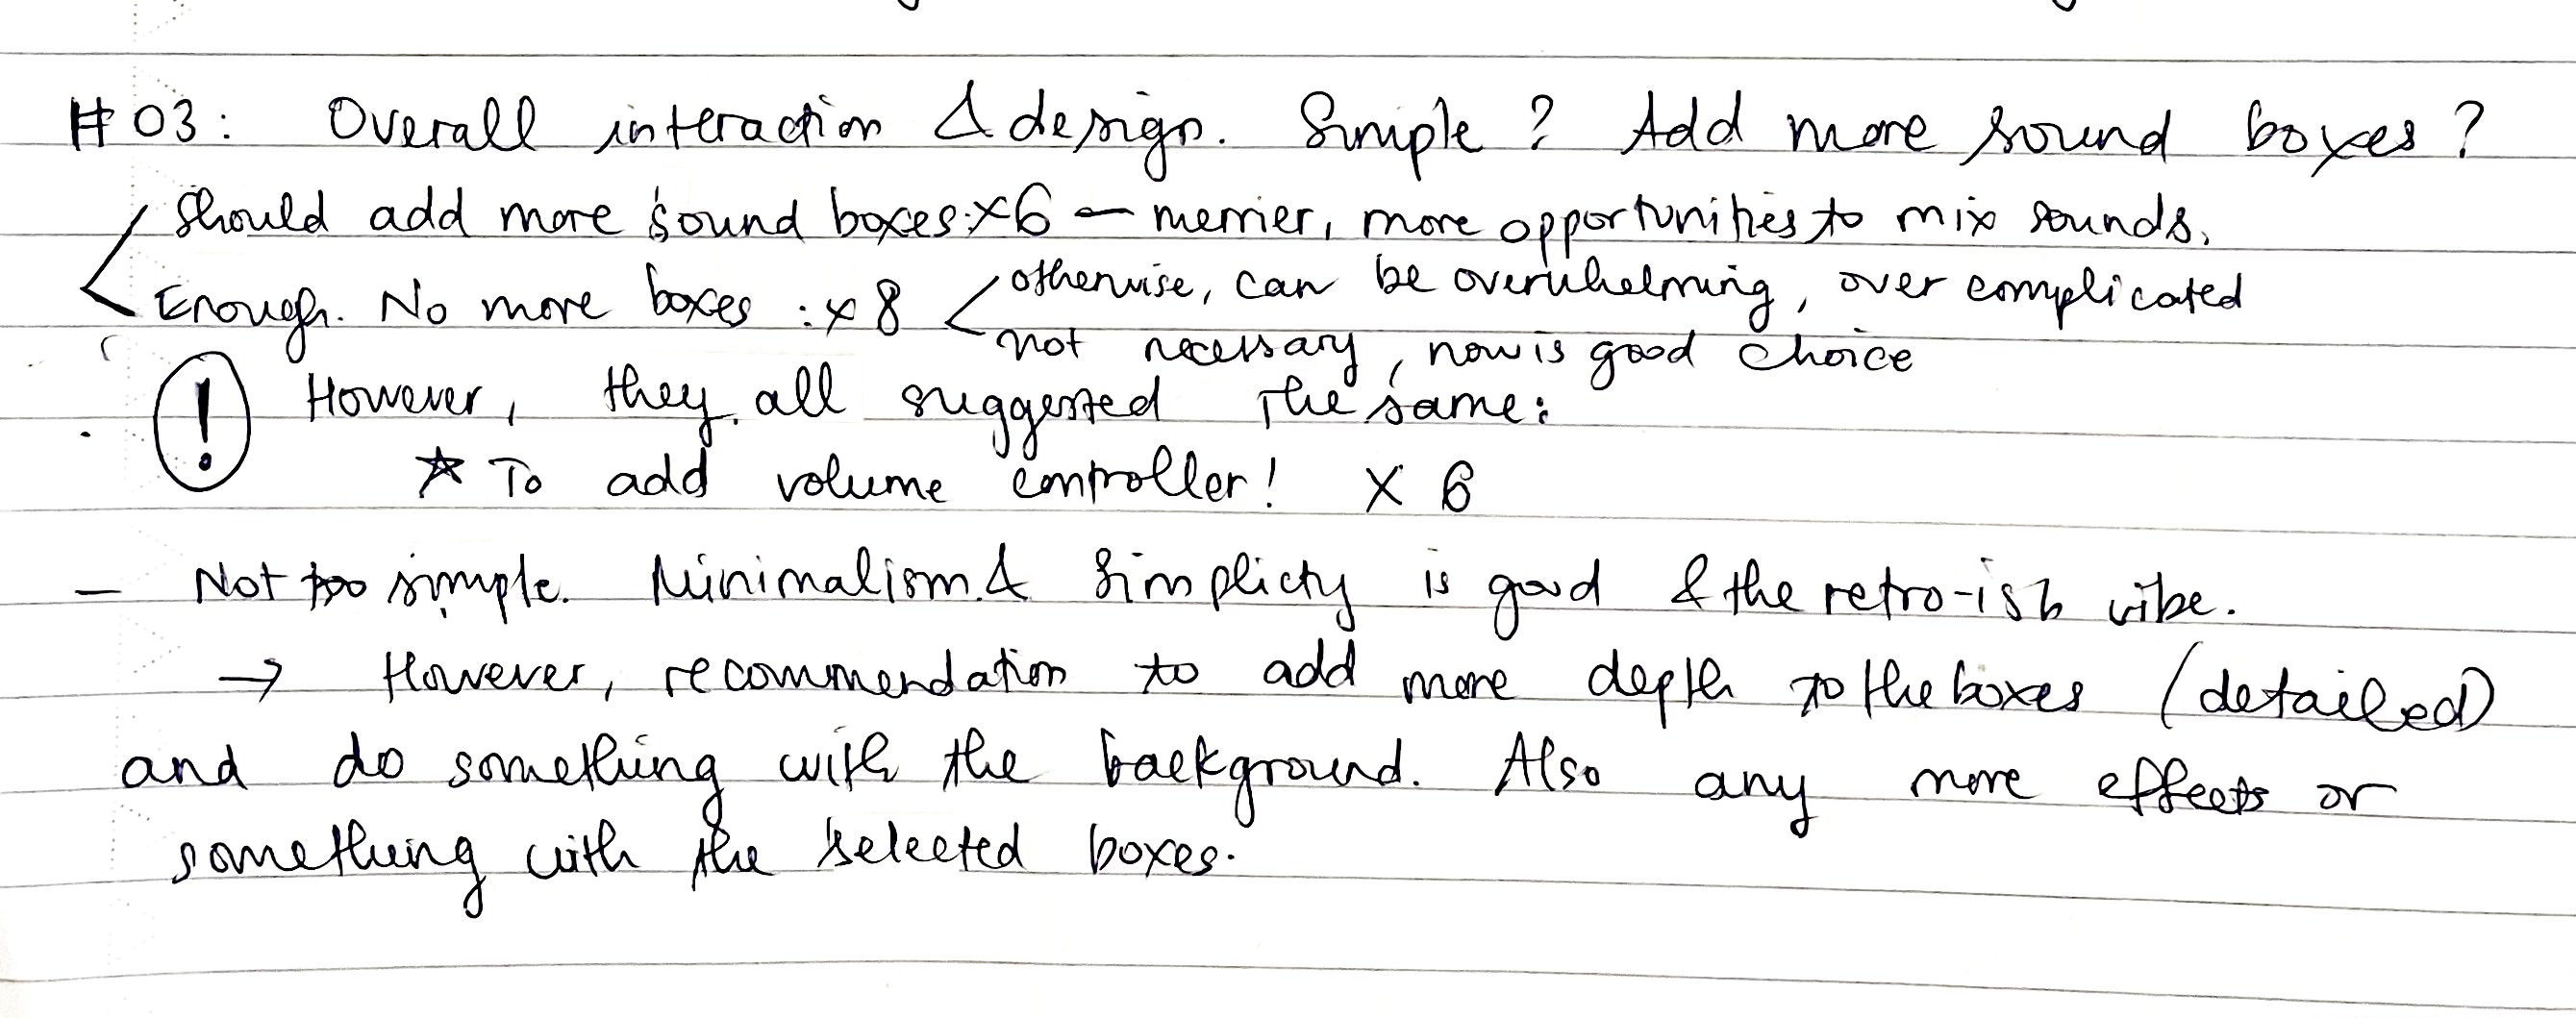 #03: Overall interaction & design. Simple? Add more sound boxes?
Should add more sound boxes: x6 — merrier, more opportunities to mix sounds.
Enough. No more boxes : x8 < otherwise, can be overwhelming, over complicated
not necessary, now is good choice
! However, they all suggested the same:
☆ To add volume controller! X 6
— Not too simple. Minimalism & Simplicty is good & the retro-ish vibe.
→ However, recommendation to add more depth to the boxes (detailed)
and do something with the background. Also any more effects or
something with the selected boxes.